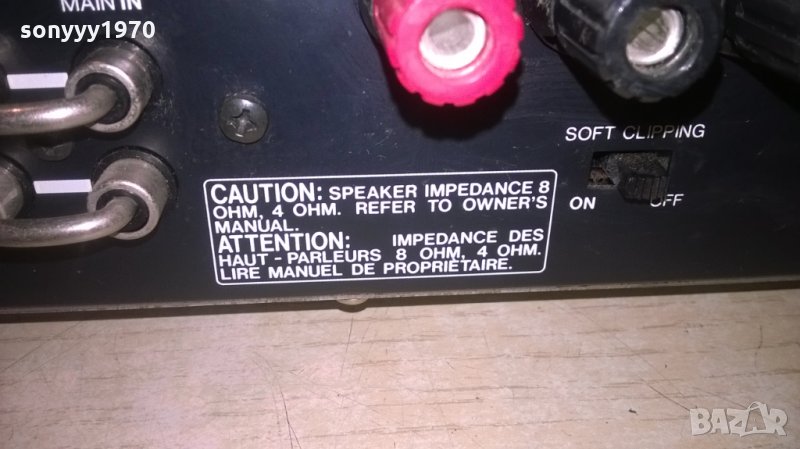 MAIN IN
sonyyy1970
SOFT CLIPPING
ON OFF
CAUTION: SPEAKER IMPEDANCE 8
OHM, 4 OHM. REFER TO OWNER'S
MANUAL.
ATTENTION: IMPEDANCE DES
HAUT-PARLEURS 8 OHM, 4 OHM.
LIRE MANUEL DE PROPRIÉTAIRE.
BAZAR